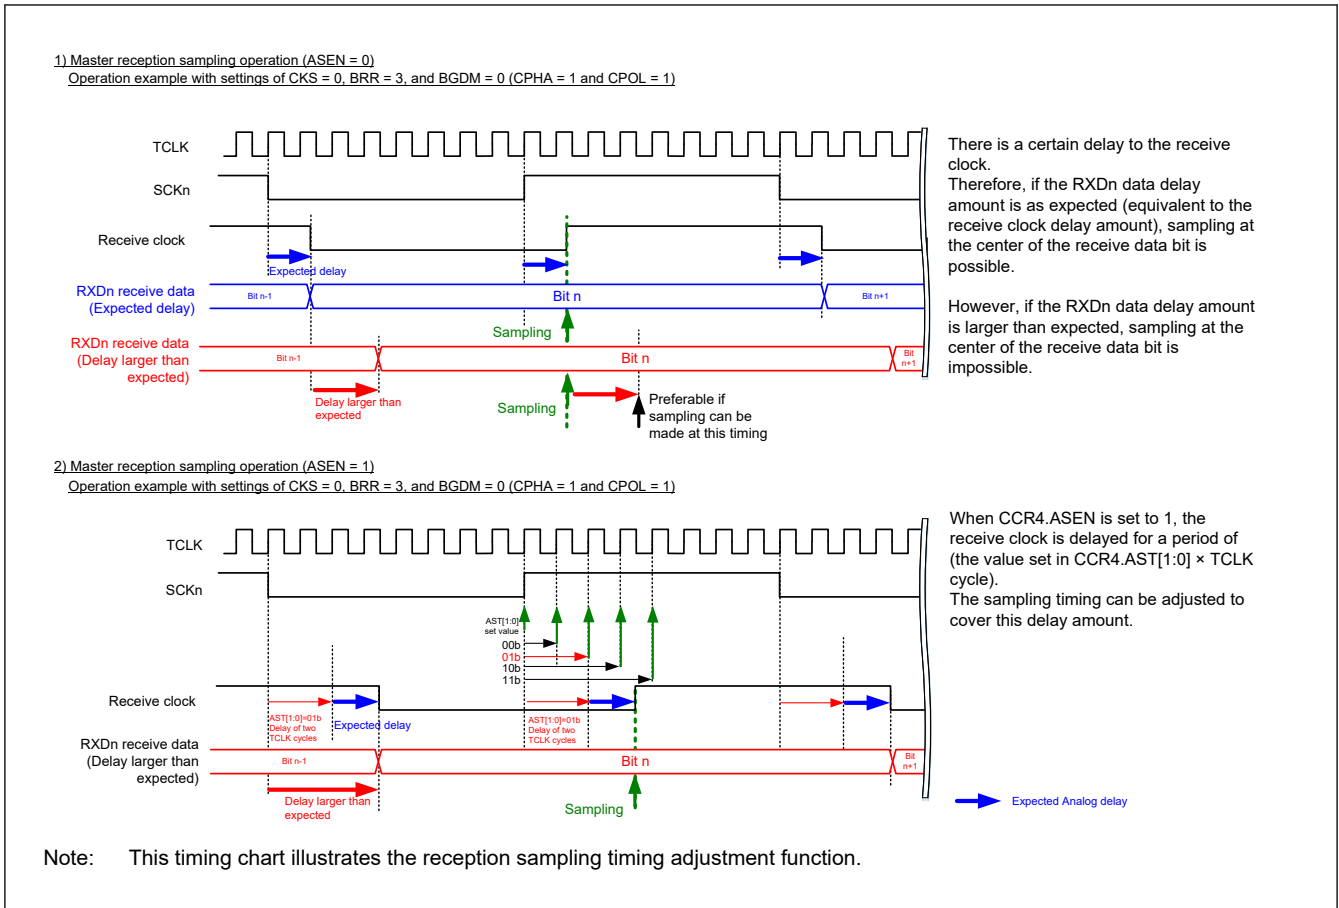 1) Master reception sampling operation (ASEN = 0)
Operation example with settings of CKS = 0, BRR = 3, and BGDM = 0 (CPHA = 1 and CPOL = 1)
TCLK
SCKn
Receive clock
Expected delay
RXDn receive data
(Expected delay)
Bit n-1
Bit n
Bit n+1
Sampling
RXDn receive data
(Delay larger than
expected)
Bit n-1
Bit n
Bit
n+1
Delay larger than
expected
Sampling
Preferable if
sampling can be
made at this timing
There is a certain delay to the receive
clock.
Therefore, if the RXDn data delay
amount is as expected (equivalent to the
receive clock delay amount), sampling at
the center of the receive data bit is
possible.
However, if the RXDn data delay amount
is larger than expected, sampling at the
center of the receive data bit is
impossible.
2) Master reception sampling operation (ASEN = 1)
Operation example with settings of CKS = 0, BRR = 3, and BGDM = 0 (CPHA = 1 and CPOL = 1)
TCLK
SCKn
AST[1:0]
set value
00b
01b
10b
11b
Receive clock
AST[1:0]=01b
Delay of two
TCLK cycles
Expected delay
AST[1:0]=01b
Delay of two
TCLK cycles
RXDn receive data
(Delay larger than
expected)
Bit n-1
Bit n
Bit
n+1
Delay larger than
expected
Sampling
When CCR4.ASEN is set to 1, the
receive clock is delayed for a period of
(the value set in CCR4.AST[1:0] × TCLK
cycle).
The sampling timing can be adjusted to
cover this delay amount.
Expected Analog delay
Note: This timing chart illustrates the reception sampling timing adjustment function.